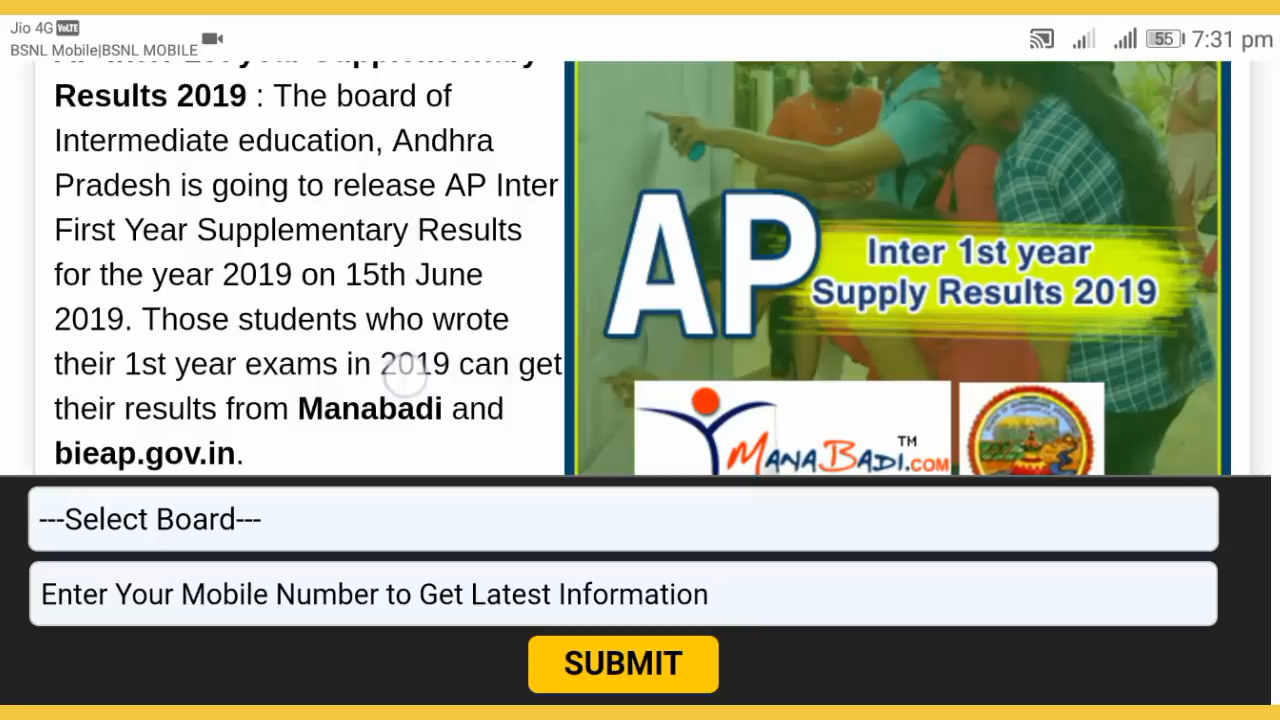 Jio 4G VoLTE
BSNL Mobile|BSNL MOBILE
55 7:31 pm
Results 2019 : The board of
Intermediate education, Andhra
Pradesh is going to release AP Inter
First Year Supplementary Results
for the year 2019 on 15th June
2019. Those students who wrote
their 1st year exams in 2019 can get
their results from Manabadi and
bieap.gov.in.
AP
Inter 1st year
Supply Results 2019
MANABADI.COM TM
---Select Board---
Enter Your Mobile Number to Get Latest Information
SUBMIT